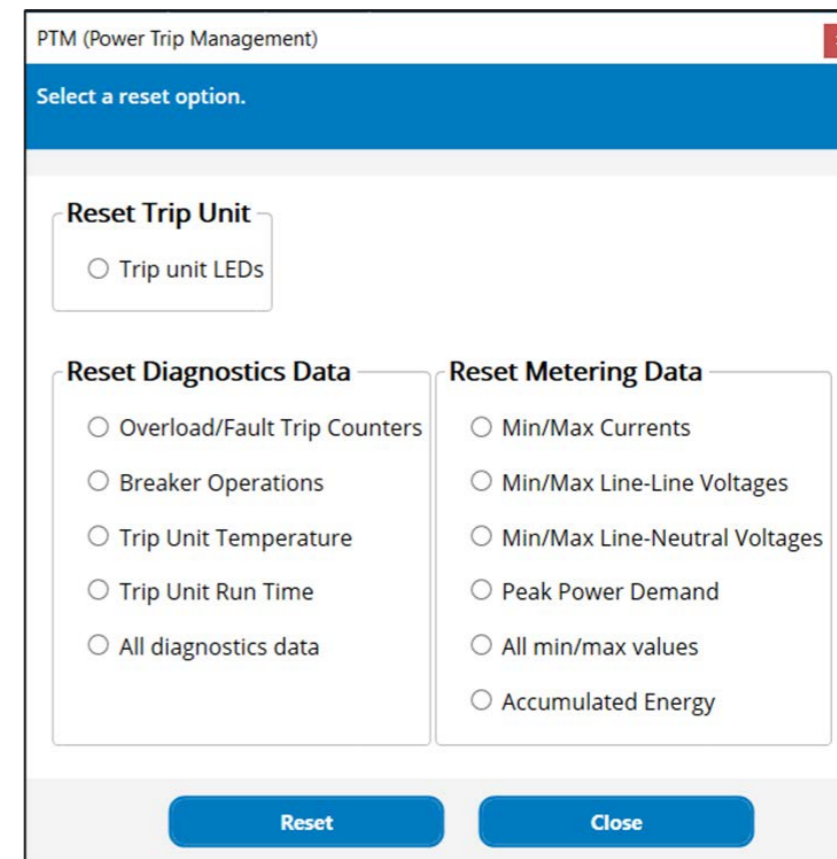 PTM (Power Trip Management)
Select a reset option.
Reset Trip Unit
Trip unit LEDs
Reset Diagnostics Data
Overload/Fault Trip Counters
Breaker Operations
Trip Unit Temperature
Trip Unit Run Time
All diagnostics data
Reset Metering Data
Min/Max Currents
Min/Max Line-Line Voltages
Min/Max Line-Neutral Voltages
Peak Power Demand
All min/max values
Accumulated Energy
Reset
Close